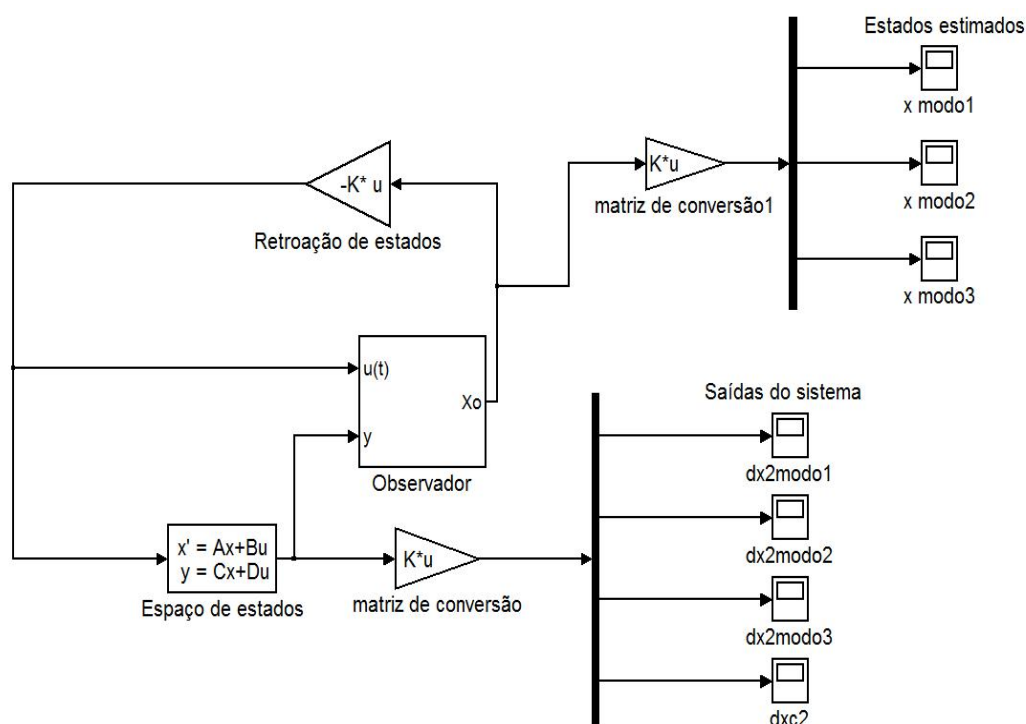 Estados estimados
x modo1
K*u
matriz de conversão1
x modo2
x modo3
-K* u
Retroação de estados
u(t)
Xo
y
Observador
x' = Ax+Bu
y = Cx+Du
Espaço de estados
K*u
matriz de conversão
Saídas do sistema
dx2modo1
dx2modo2
dx2modo3
dxc2